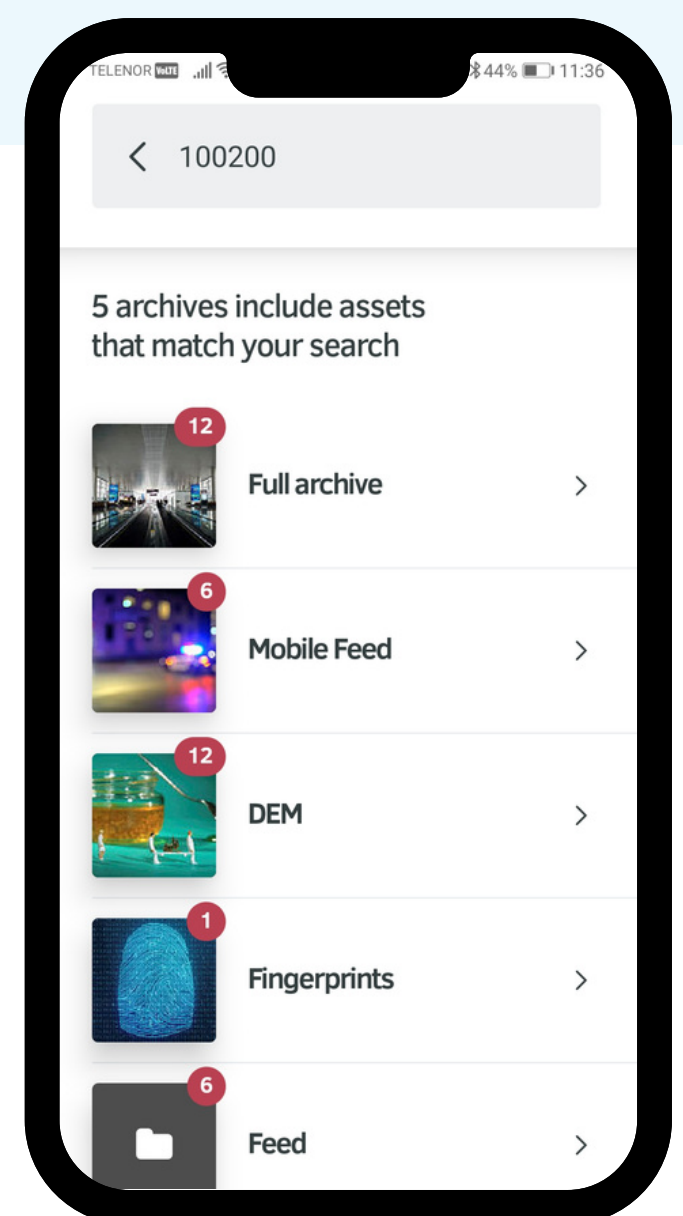 TELENOR VoLTE 44% 11:36
100200
5 archives include assets
that match your search
12
Full archive
6
Mobile Feed
12
DEM
1
Fingerprints
6
Feed